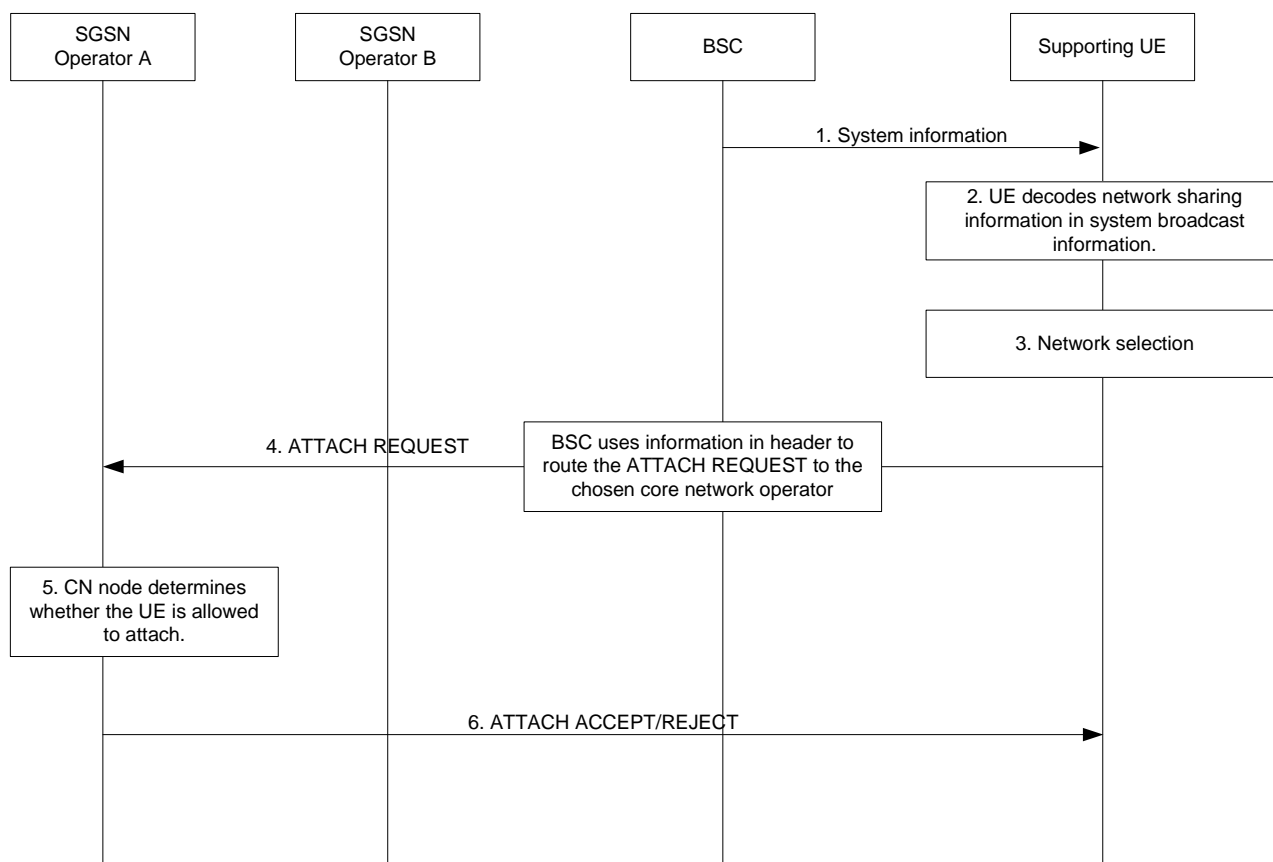 SGSN
Operator A
SGSN
Operator B
BSC
Supporting UE
1. System information
2. UE decodes network sharing
information in system broadcast
information.
3. Network selection
4. ATTACH REQUEST
BSC uses information in header to
route the ATTACH REQUEST to the
chosen core network operator
5. CN node determines
whether the UE is allowed
to attach.
6. ATTACH ACCEPT/REJECT